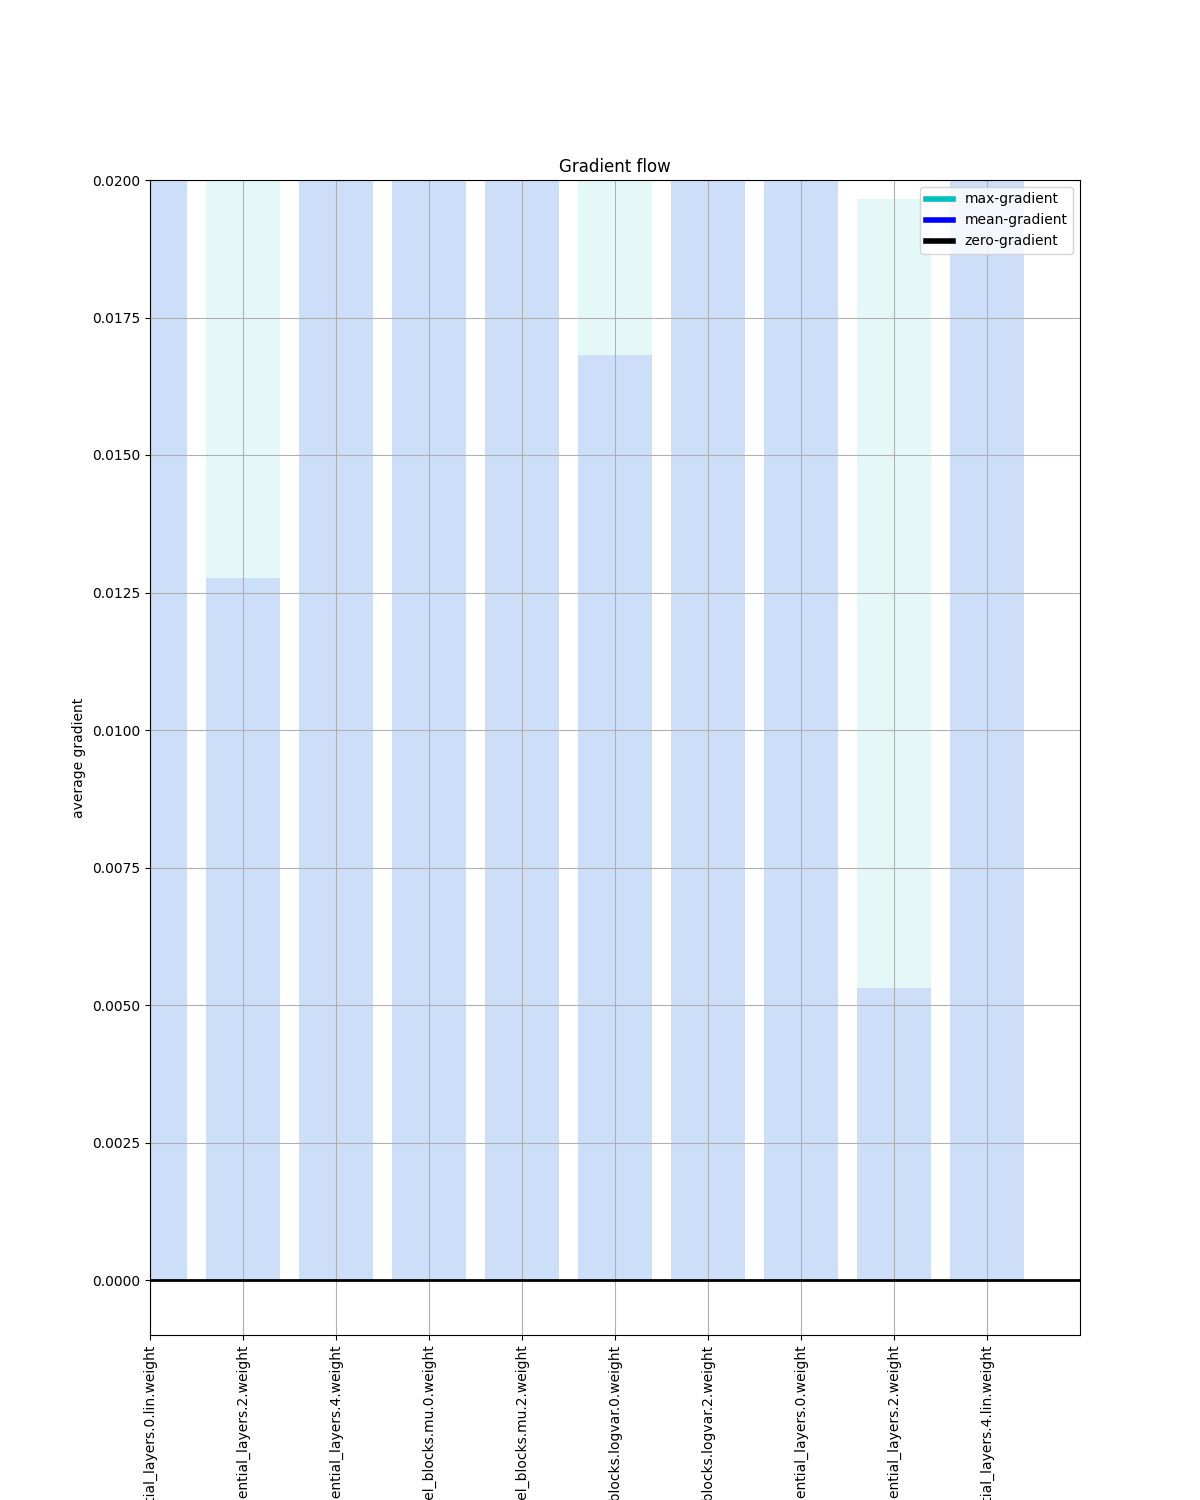 Gradient flow
max-gradient
mean-gradient
zero-gradient
0.0200
0.0175
0.0150
0.0125
0.0100
0.0075
0.0050
0.0025
0.0000
average gradient
tial_layers.0.lin.weight
ential_layers.2.weight
ential_layers.4.weight
el_blocks.mu.0.weight
el_blocks.mu.2.weight
blocks.logvar.0.weight
blocks.logvar.2.weight
ential_layers.0.weight
ential_layers.2.weight
tial_layers.4.lin.weight